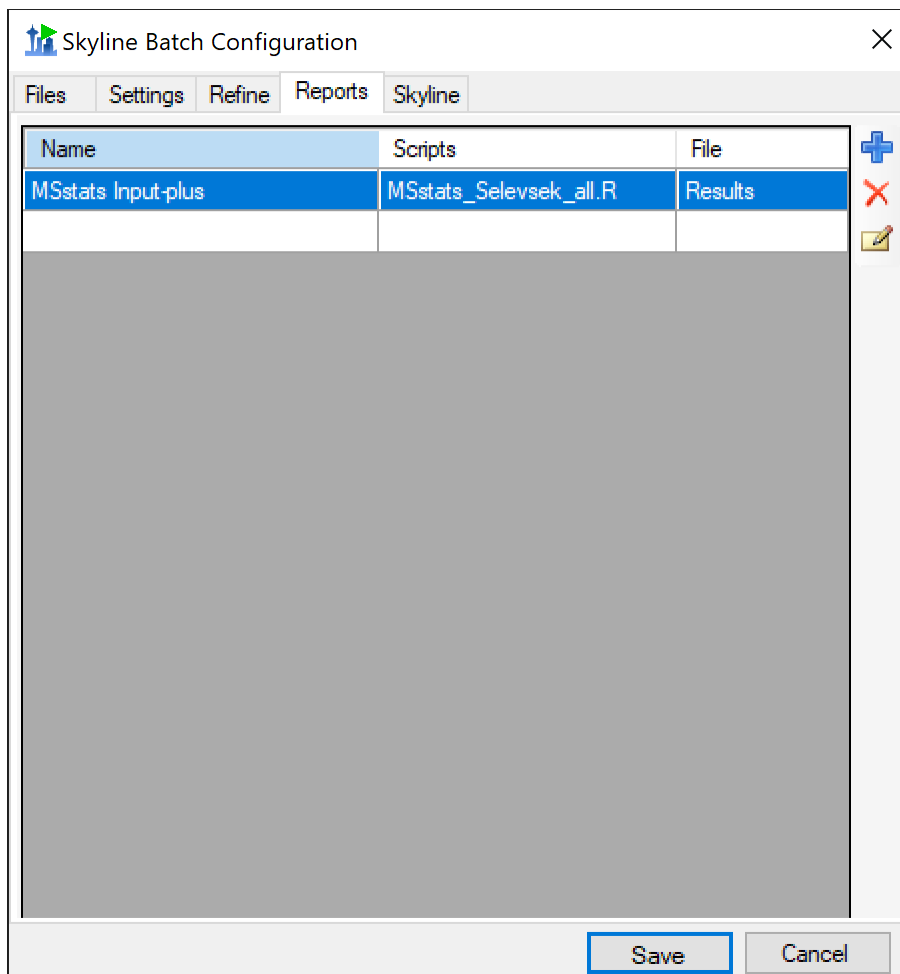 Skyline Batch Configuration
Files Settings Refine Reports Skyline
Name Scripts File
MSstats Input-plus MSstats_Selevsek_all.R Results
Save Cancel